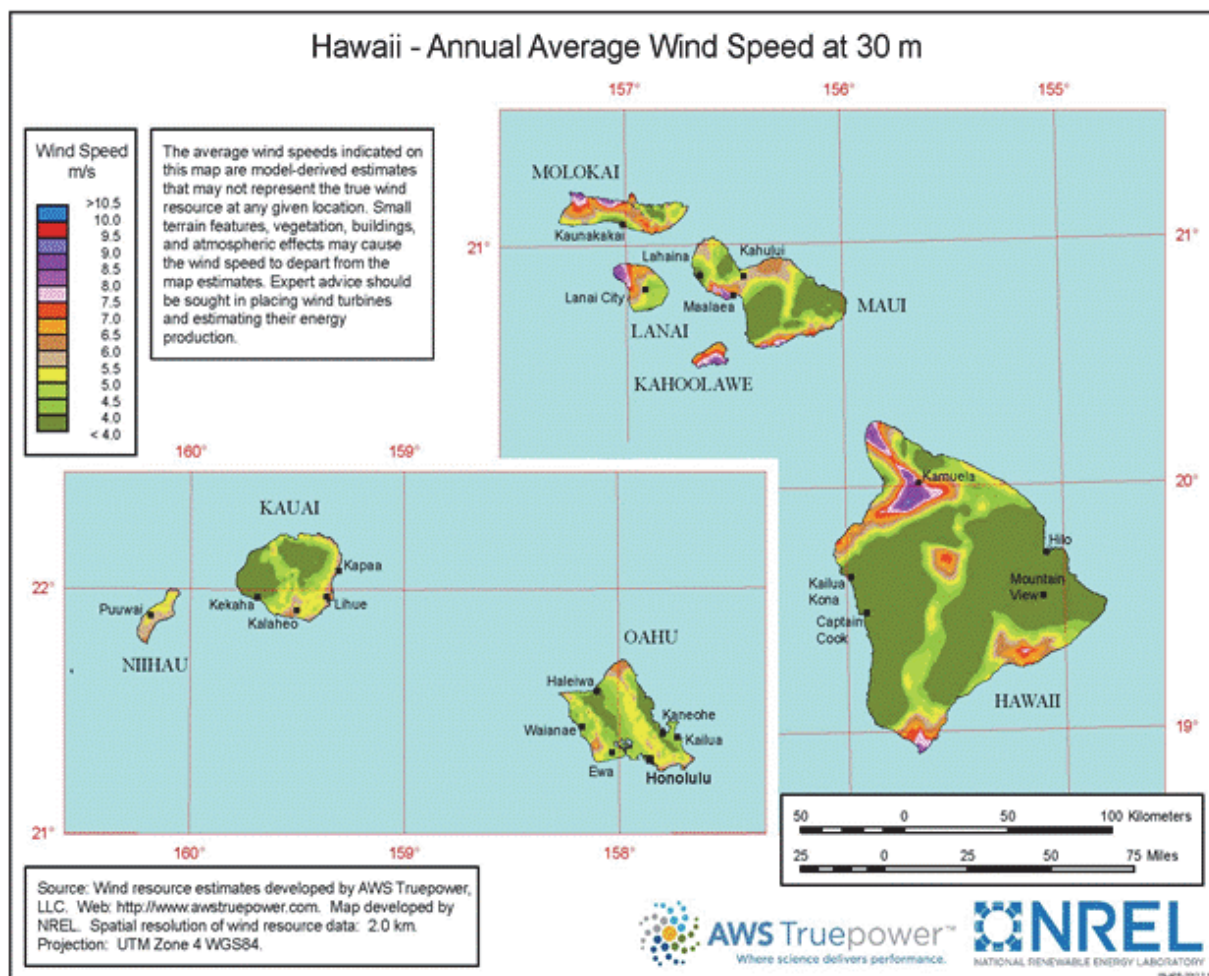 Hawaii - Annual Average Wind Speed at 30 m
157°
156°
155°
Wind Speed
m/s
>10.5
10.0
9.5
9.0
8.5
8.0
7.5
7.0
6.5
6.0
5.5
5.0
4.5
4.0
< 4.0
The average wind speeds indicated on
this map are model-derived estimates
that may not represent the true wind
resource at any given location. Small
terrain features, vegetation, buildings,
and atmospheric effects may cause
the wind speed to depart from the
map estimates. Expert advice should
be sought in placing wind turbines
and estimating their energy
production.
MOLOKAI
Kaunakakai
21°
21°
Lahaina
Kahului
Lanai City
Maalaea
MAUI
LANAI
KAHOOLAWE
160°
159°
20°
Kamuela
KAUAI
Kapaa
Hilo
22°
Kailua
Kona
Mountain
View
Puuwai
Kekaha
Lihue
Kalaheo
Captain
Cook
OAHU
NIIHAU
Haleiwa
HAWAII
Waianae
Kaneohe
Kailua
19°
Ewa
Honolulu
21°
160°
159°
158°
50 0 50 100 Kilometers
25 0 25 50 75 Miles
Source: Wind resource estimates developed by AWS Truepower,
LLC. Web: http://www.awstruepower.com. Map developed by
NREL. Spatial resolution of wind resource data: 2.0 km.
Projection: UTM Zone 4 WGS84.
AWS Truepower™
Where science delivers performance.
NREL
NATIONAL RENEWABLE ENERGY LABORATORY